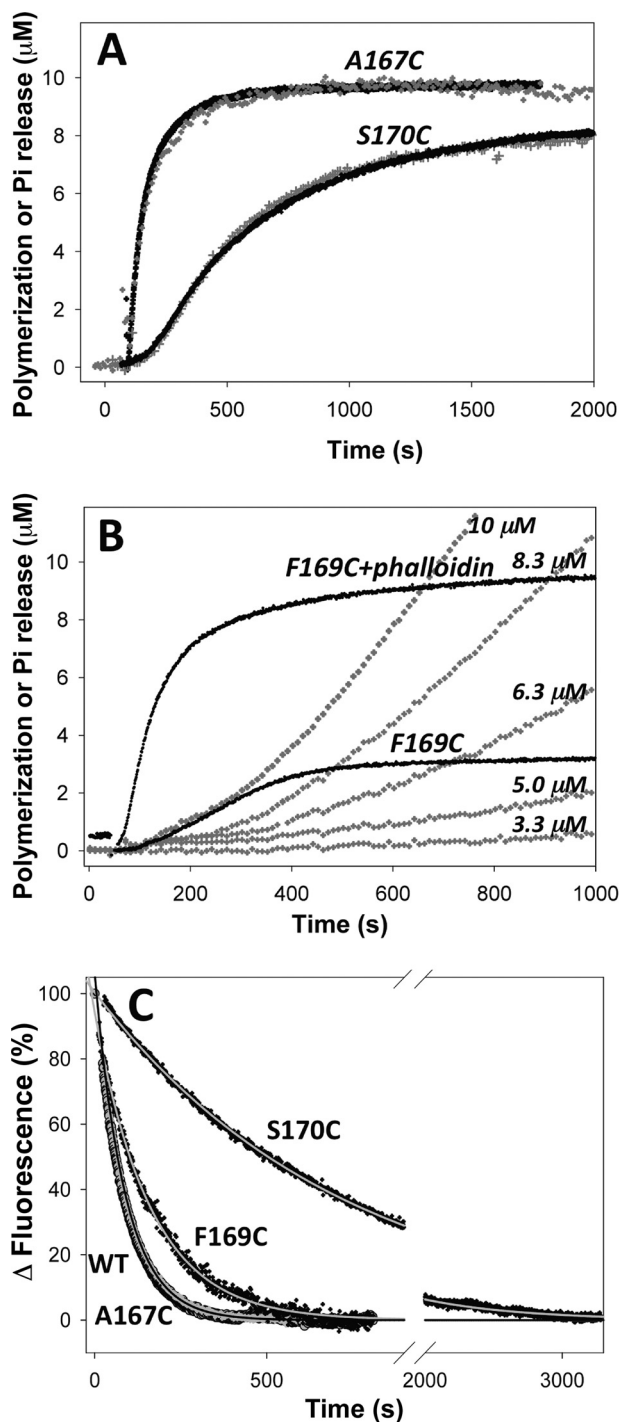 A
Polymerization or Pi release (μM)
10
8
6
4
2
0
A167C
S170C
0 500 1000 1500 2000
Time (s)
B
Polymerization or Pi release (μM)
10
8
6
4
2
0
10 μM
F169C+phalloidin
8.3 μM
6.3 μM
F169C
5.0 μM
3.3 μM
0 200 400 600 800 1000
Time (s)
C
Δ Fluorescence (%)
100
80
60
40
20
0
S170C
F169C
WT
A167C
0 500 2000 3000
Time (s)